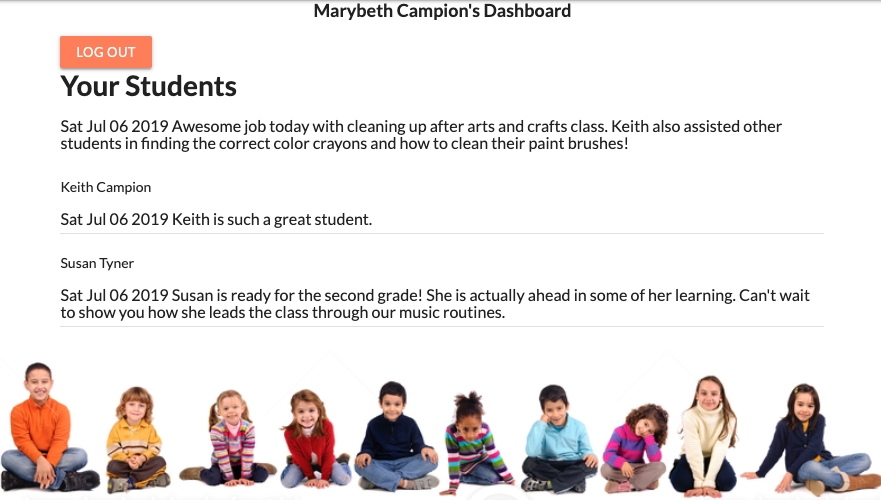 Marybeth Campion's Dashboard
LOG OUT
Your Students
Sat Jul 06 2019 Awesome job today with cleaning up after arts and crafts class. Keith also assisted other
students in finding the correct color crayons and how to clean their paint brushes!
Keith Campion
Sat Jul 06 2019 Keith is such a great student.
Susan Tyner
Sat Jul 06 2019 Susan is ready for the second grade! She is actually ahead in some of her learning. Can't wait
to show you how she leads the class through our music routines.